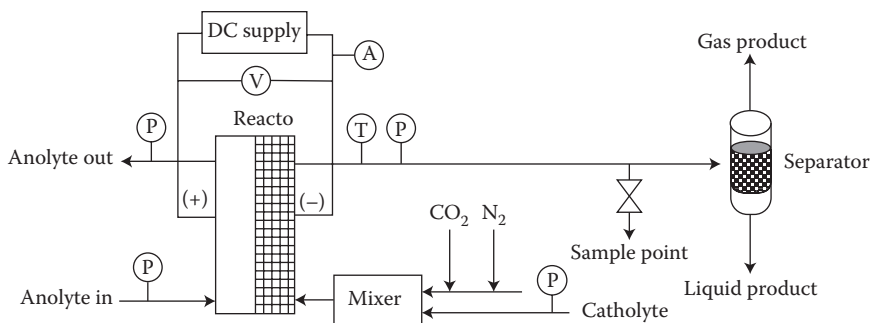 DC supply
Gas product
A
V
Reacto
P
T
P
Anolyte out
Separator
(+)
(–)
CO2 N2
Sample point
P
P
Anolyte in
Mixer
Catholyte
Liquid product